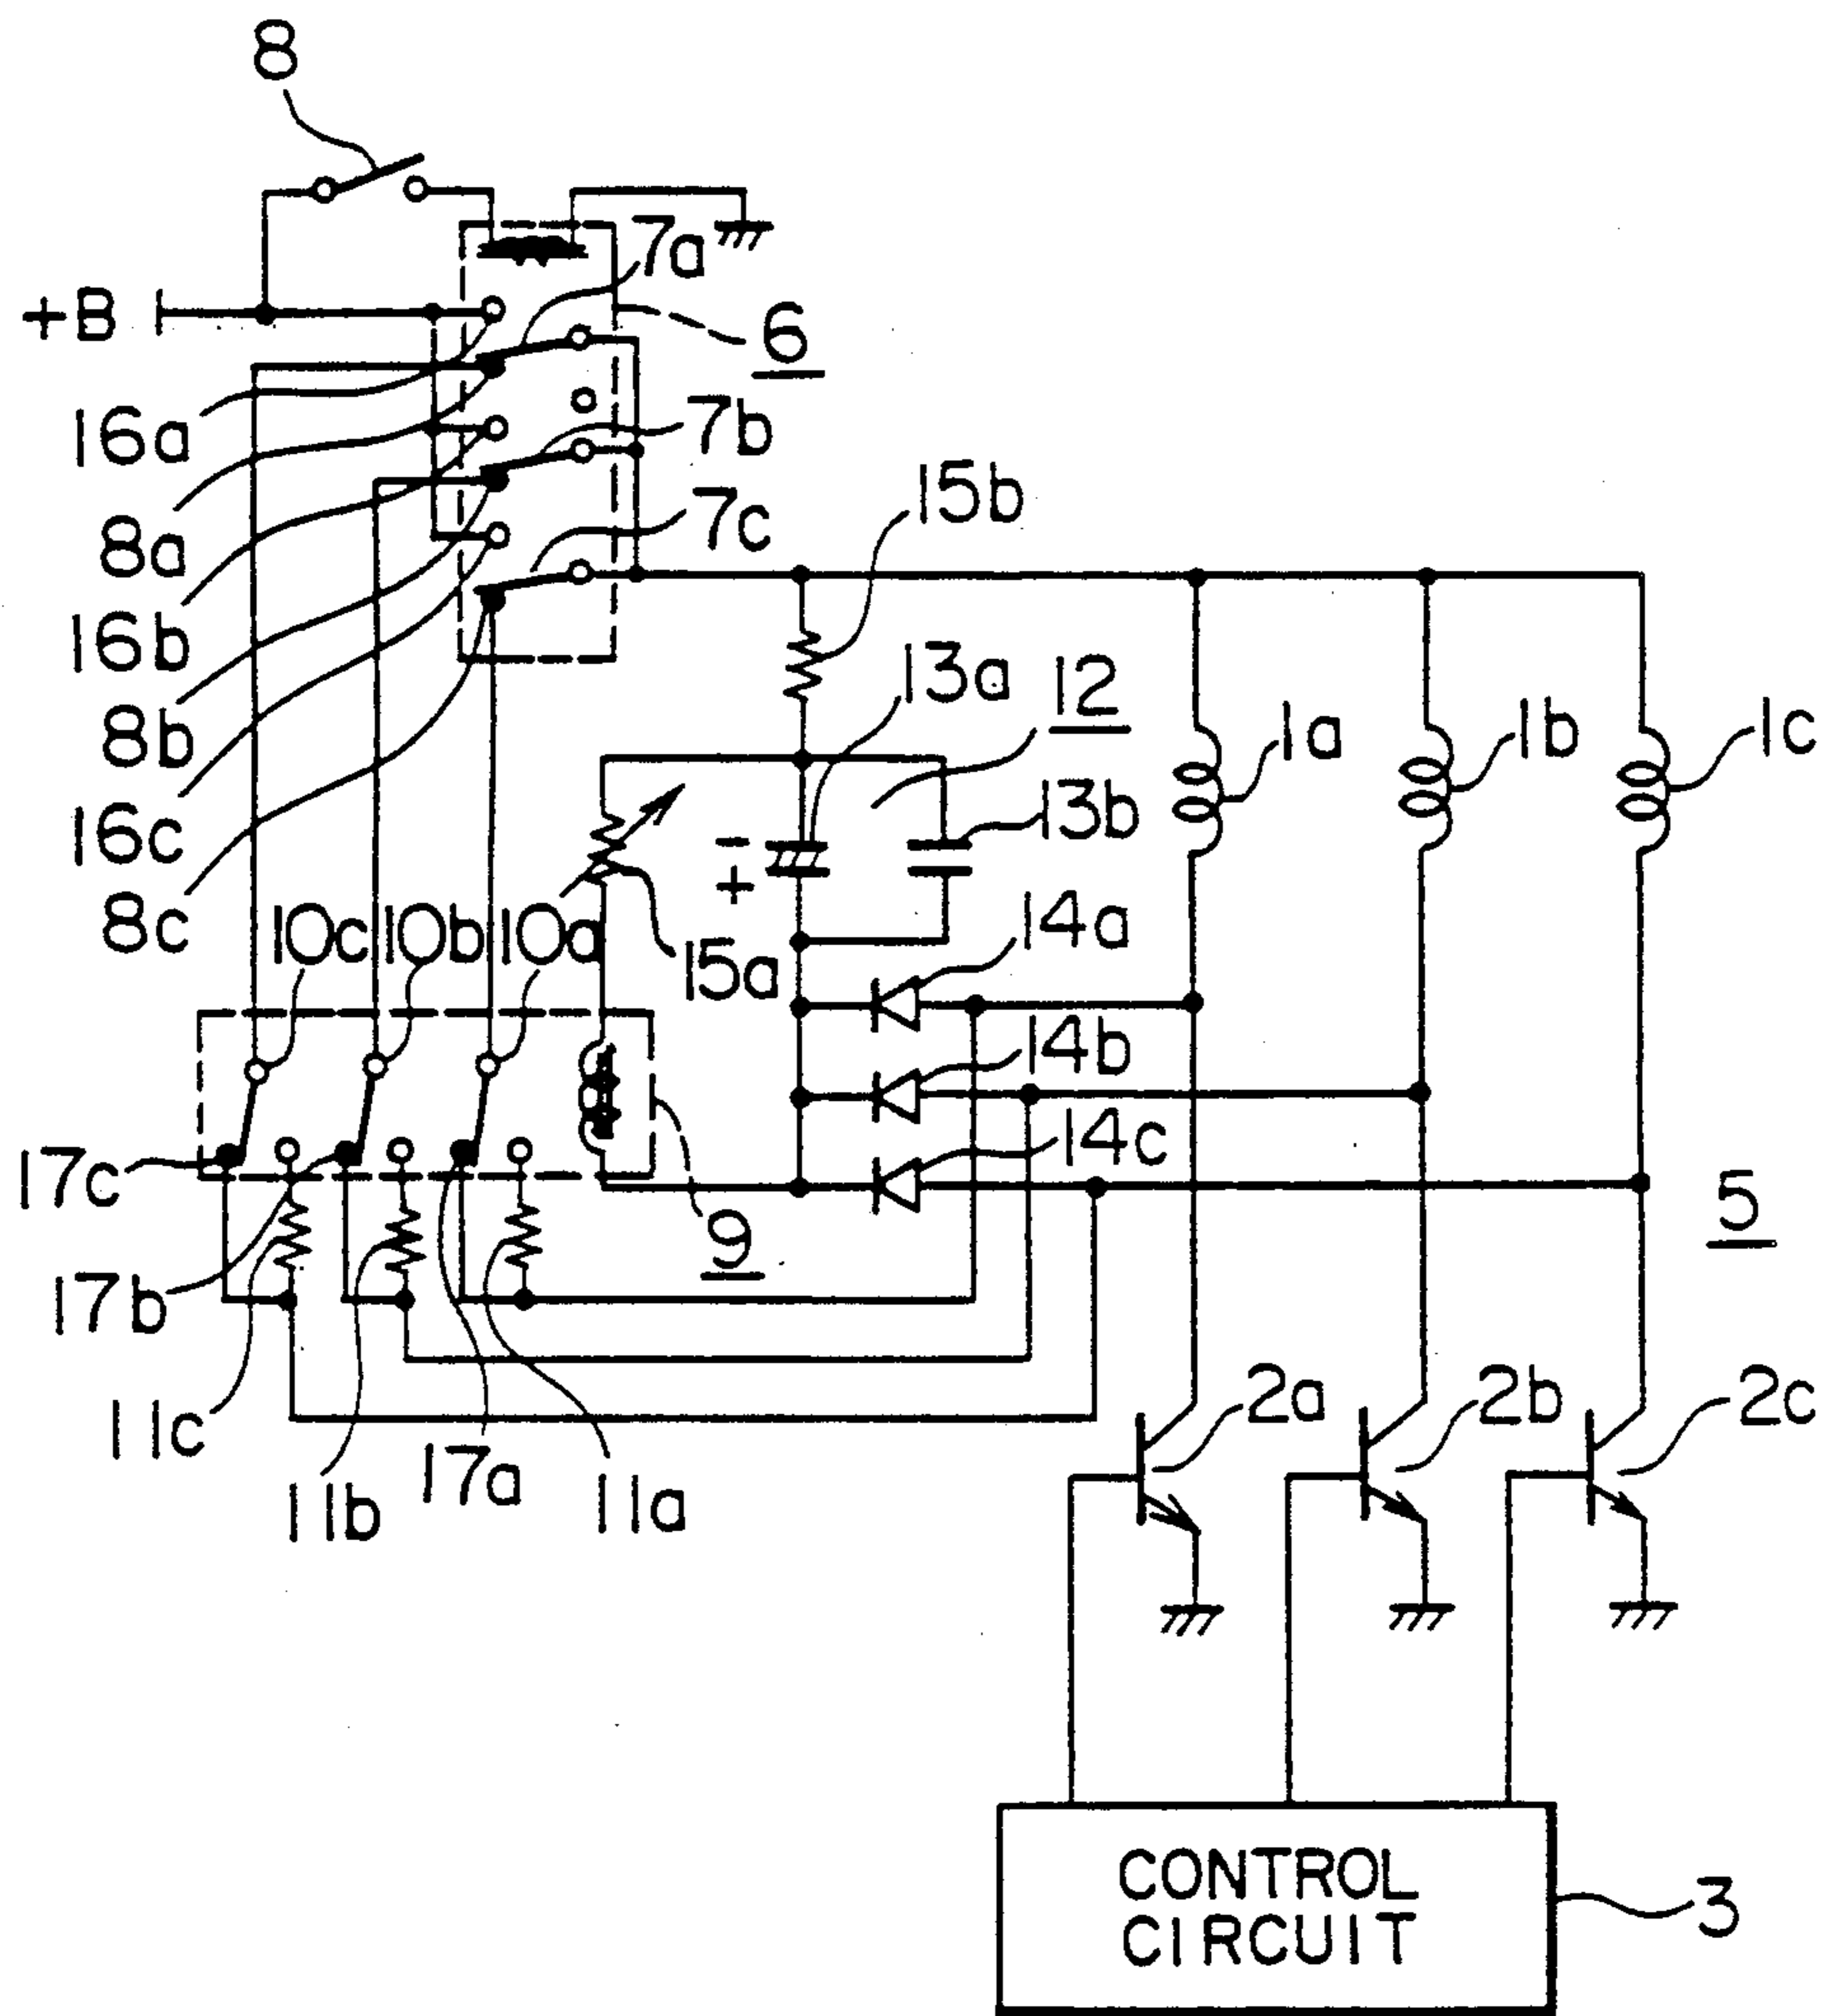 8
7a
+B
6
16a
7b
8a
7c
15b
16b
13a
12
8b
1a
1b
1c
16c
13b
-
+
8c
10c
10b
10a
15a
14a
14b
14c
17c
5
9
17b
11c
2a
2b
2c
17a
11b
11a
CONTROL
CIRCUIT
3